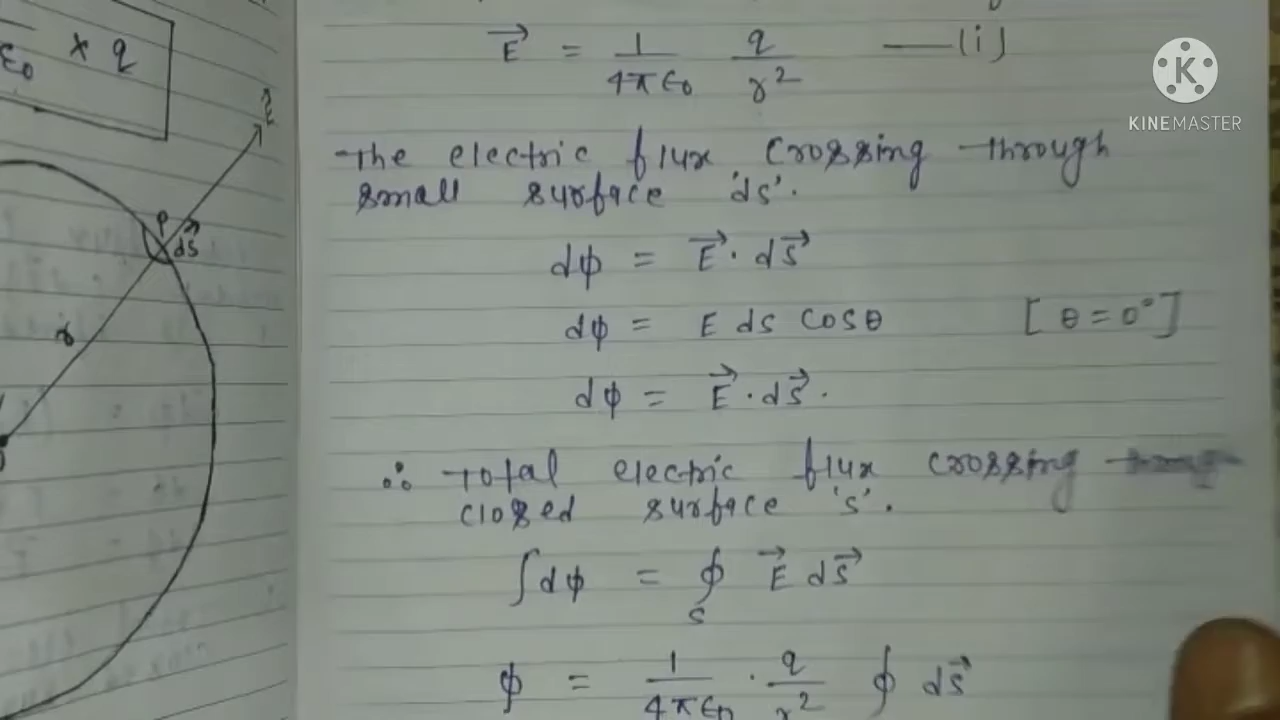 ε₀ × q
E⃗
P
dS⃗
r
E⃗ = 1/4πε₀ q/r² —(i)
The electric flux crossing through
small surface 'ds'.
dϕ = E⃗ · dS⃗
dϕ = E ds cosθ [θ = 0°]
dϕ = E⃗ · dS⃗ .
∴ Total electric flux crossing through
closed surface 's'.
∫dϕ = ∮ₛ E⃗ dS⃗
ϕ = 1/4πε₀ · q/r² ∮ dS⃗
KINEMASTER